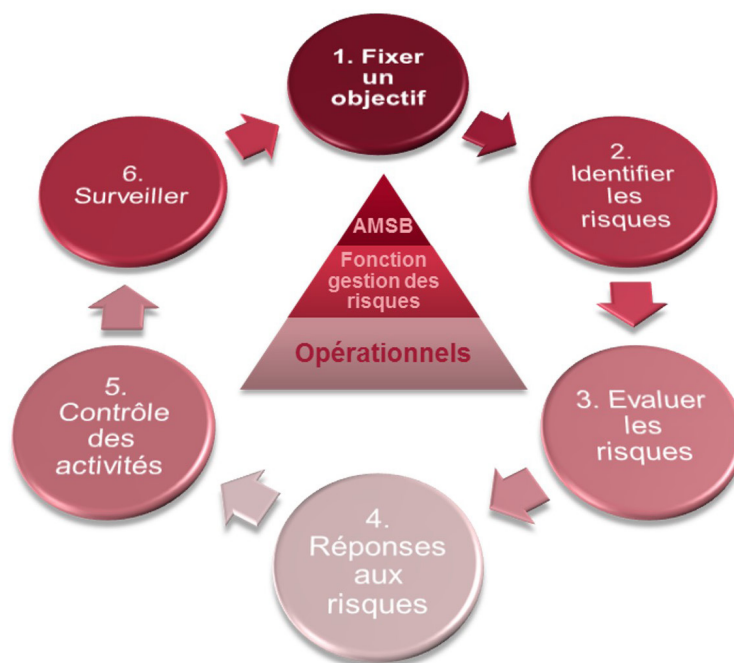 1. Fixer
un
objectif
2.
Identifier
les
risques
3. Evaluer
les
risques
4.
Réponses
aux
risques
5.
Contrôle
des
activités
6.
Surveiller
AMSB
Fonction
gestion des
risques
Opérationnels